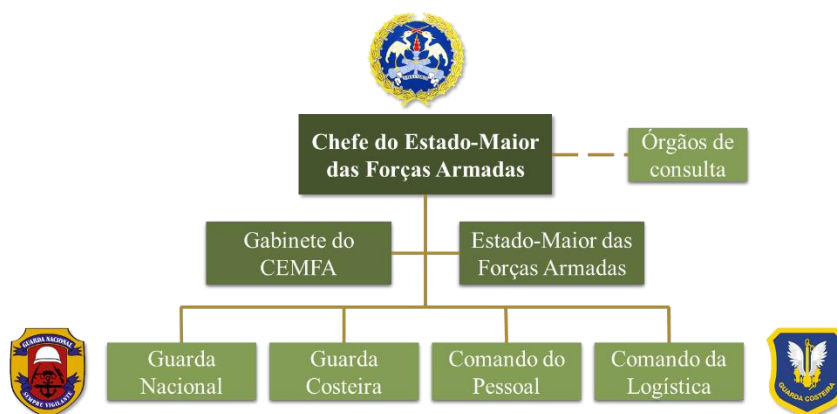 Chefe do Estado-Maior
das Forças Armadas
Órgãos de
consulta
Gabinete do
CEMFA
Estado-Maior das
Forças Armadas
GUARDA NACIONAL
SEMPRE VIGILANTE
Guarda
Nacional
Guarda
Costeira
Comando do
Pessoal
Comando da
Logística
GUARDA COSTEIRA